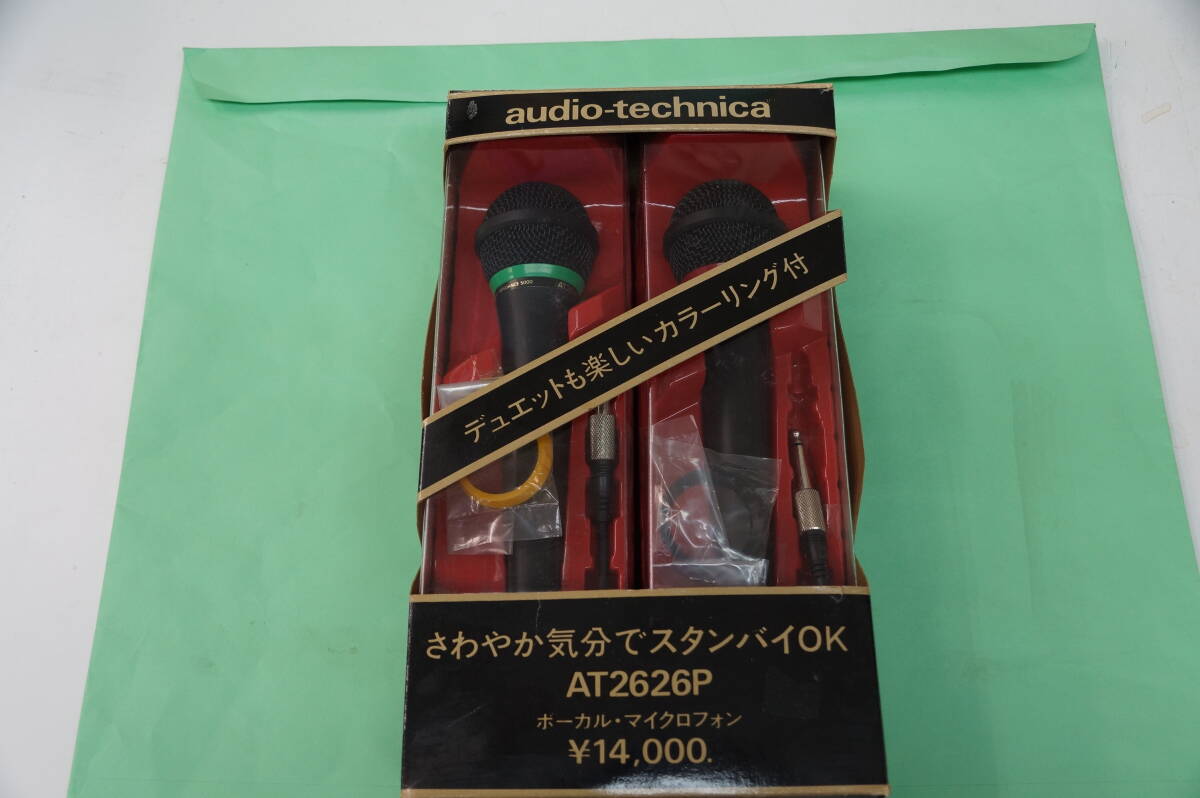 audio-technica
デュエットも楽しいカラーリング付
さわやか気分でスタンバイOK
AT2626P
ボーカル・マイクロフォン
¥14,000.